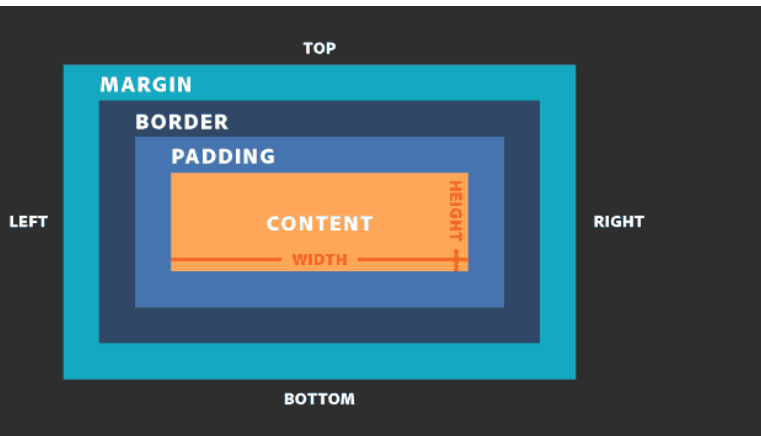 TOP
MARGIN
BORDER
PADDING
HEIGHT
LEFT
CONTENT
RIGHT
WIDTH
BOTTOM